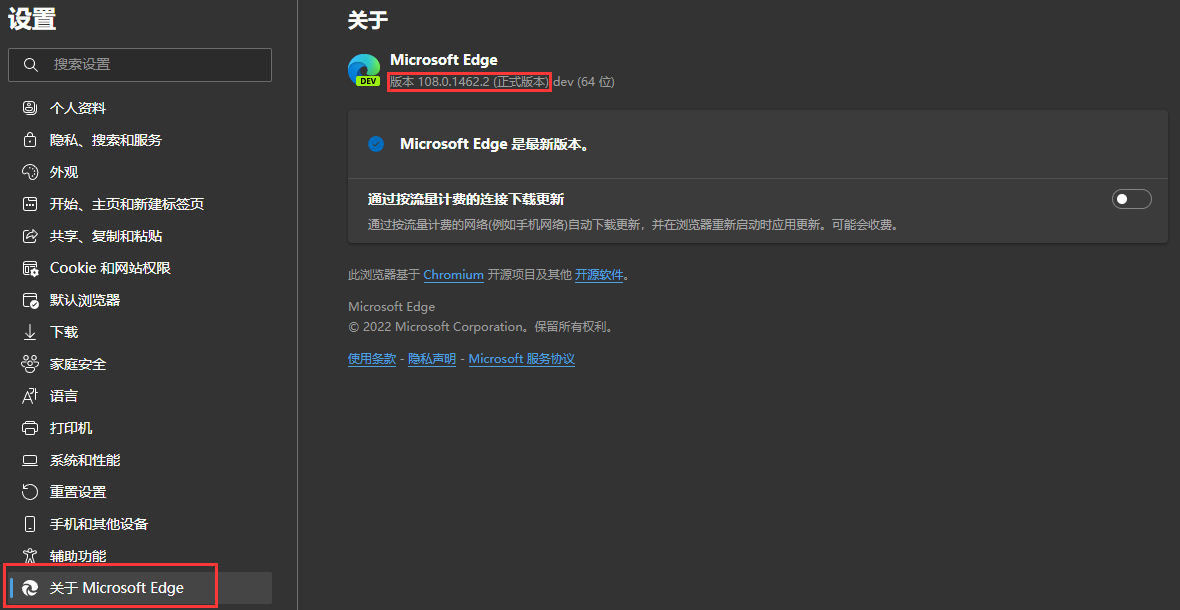 设置
搜索设置
个人资料
隐私、搜索和服务
外观
开始、主页和新建标签页
共享、复制和粘贴
Cookie 和网站权限
默认浏览器
下载
家庭安全
语言
打印机
系统和性能
重置设置
手机和其他设备
辅助功能
关于 Microsoft Edge
关于
DEV
Microsoft Edge
版本 108.0.1462.2 (正式版本) dev (64 位)
Microsoft Edge 是最新版本。
通过按流量计费的连接下载更新
通过按流量计费的网络(例如手机网络)自动下载更新，并在浏览器重新启动时应用更新。可能会收费。
此浏览器基于 Chromium 开源项目及其他 开源软件。
Microsoft Edge
© 2022 Microsoft Corporation。保留所有权利。
使用条款 - 隐私声明 - Microsoft 服务协议